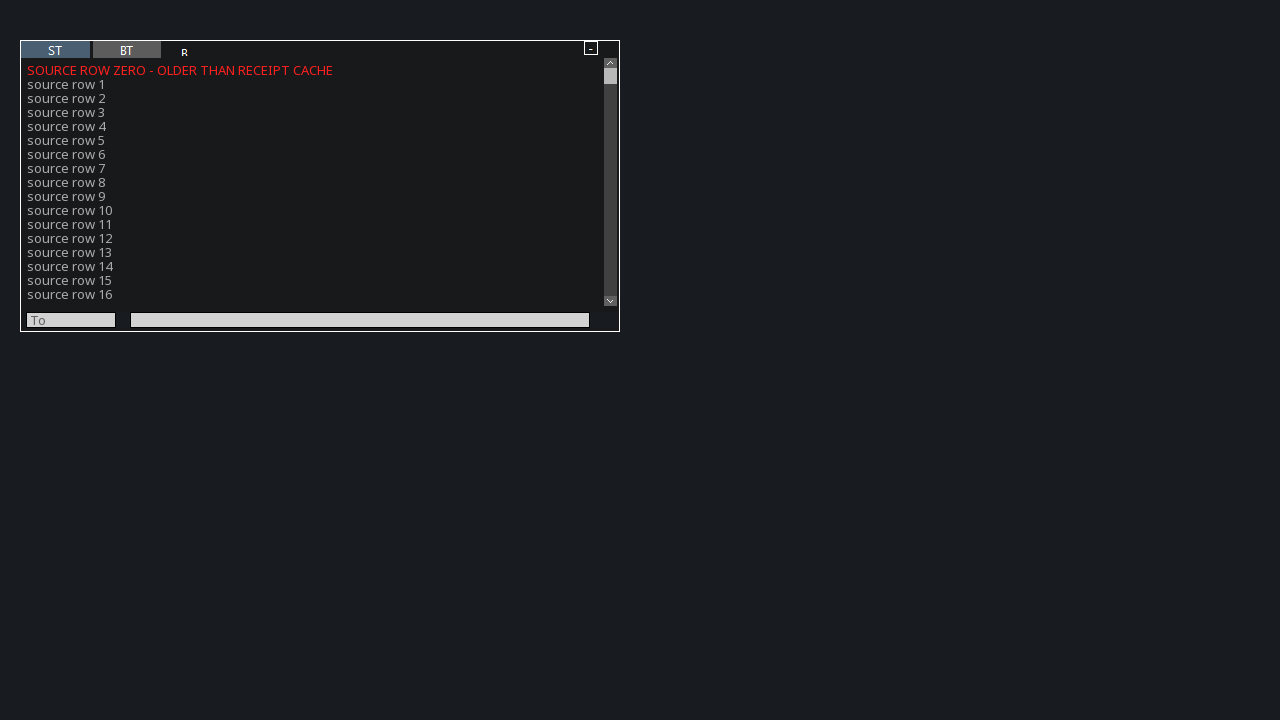 ST BT B -
SOURCE ROW ZERO - OLDER THAN RECEIPT CACHE
source row 1
source row 2
source row 3
source row 4
source row 5
source row 6
source row 7
source row 8
source row 9
source row 10
source row 11
source row 12
source row 13
source row 14
source row 15
source row 16
To